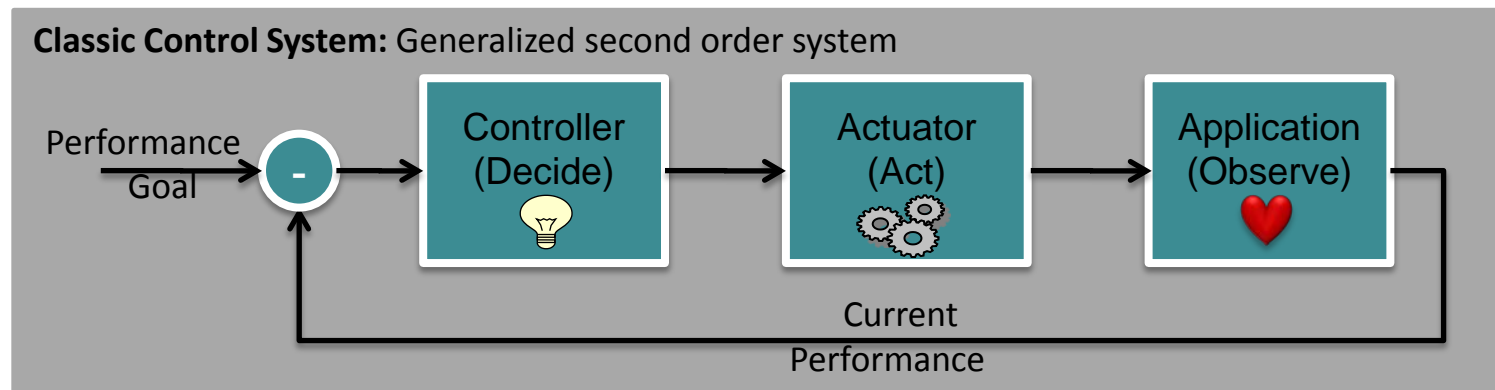 Classic Control System: Generalized second order system
Performance
Goal
-
Controller
(Decide)
Actuator
(Act)
Application
(Observe)
Current
Performance